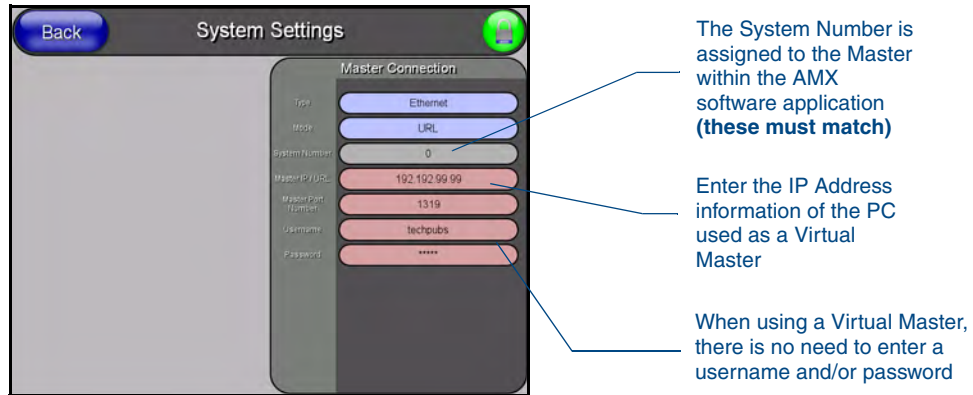 Back
System Settings
Master Connection
Type
Ethernet
Mode
URL
System Number
0
Master IP / URL
192.192.99.99
Master Port
Number
1319
Username
techpubs
Password
*****
The System Number is
assigned to the Master
within the AMX
software application
(these must match)
Enter the IP Address
information of the PC
used as a Virtual
Master
When using a Virtual Master,
there is no need to enter a
username and/or password